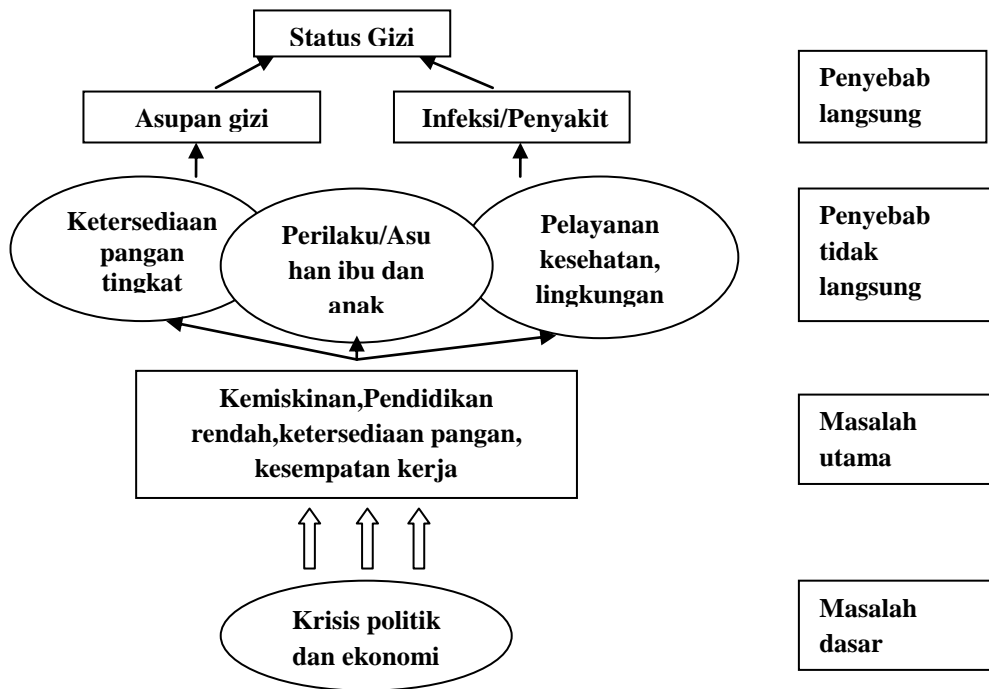 Status Gizi
Asupan gizi
Infeksi/Penyakit
Penyebab
langsung
Ketersediaan
pangan
tingkat
Perilaku/Asu
han ibu dan
anak
Pelayanan
kesehatan,
lingkungan
Penyebab
tidak
langsung
Kemiskinan,Pendidikan
rendah,ketersediaan pangan,
kesempatan kerja
Masalah
utama
Krisis politik
dan ekonomi
Masalah
dasar